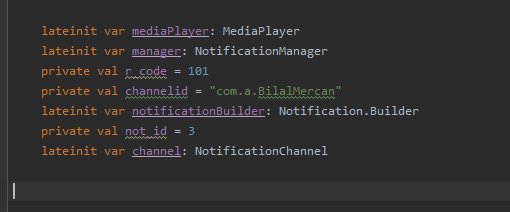 lateinit var mediaPlayer: MediaPlayer
lateinit var manager: NotificationManager
private val r_code = 101
private val channelid = "com.a.BilalMercan"
lateinit var notificationBuilder: Notification.Builder
private val not_id = 3
lateinit var channel: NotificationChannel